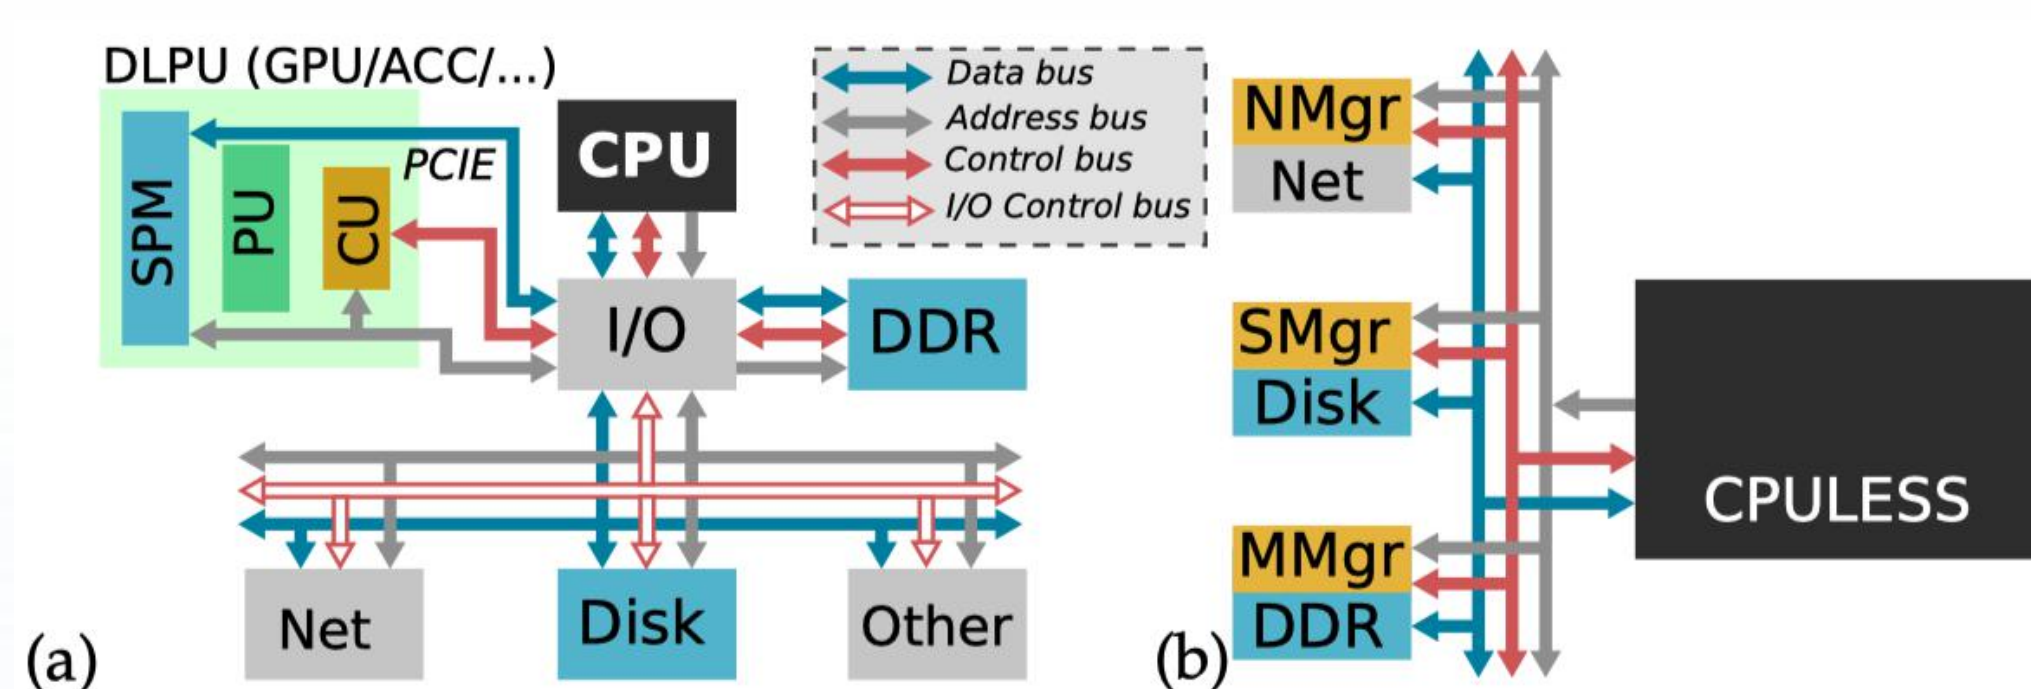 DLPU (GPU/ACC/...)
SPM
PU
CU
PCIE
CPU
I/O
DDR
Net
Disk
Other
(a)
Data bus
Address bus
Control bus
I/O Control bus
NMgr
Net
SMgr
Disk
MMgr
DDR
CPULESS
(b)